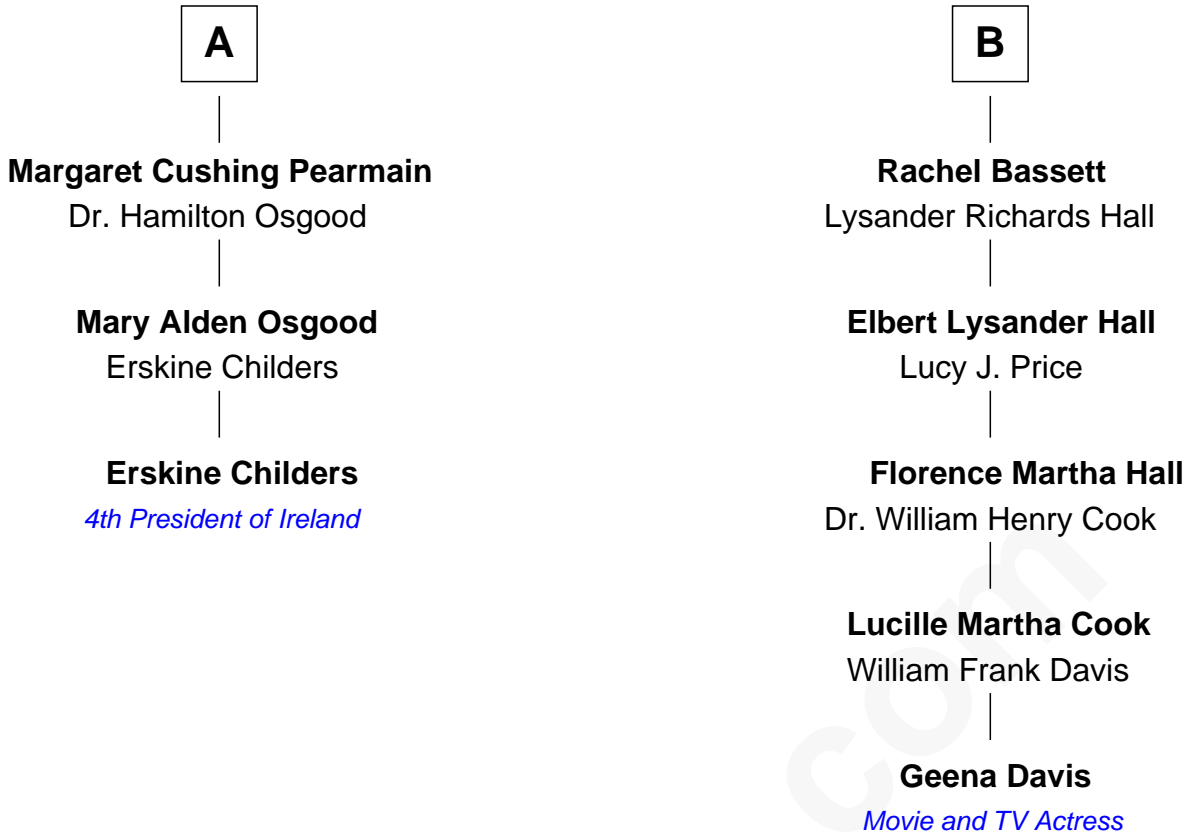 A
Margaret Cushing Pearmain
Dr. Hamilton Osgood
Mary Alden Osgood
Erskine Childers
Erskine Childers
4th President of Ireland
B
Rachel Bassett
Lysander Richards Hall
Elbert Lysander Hall
Lucy J. Price
Florence Martha Hall
Dr. William Henry Cook
Lucille Martha Cook
William Frank Davis
Geena Davis
Movie and TV Actress
com